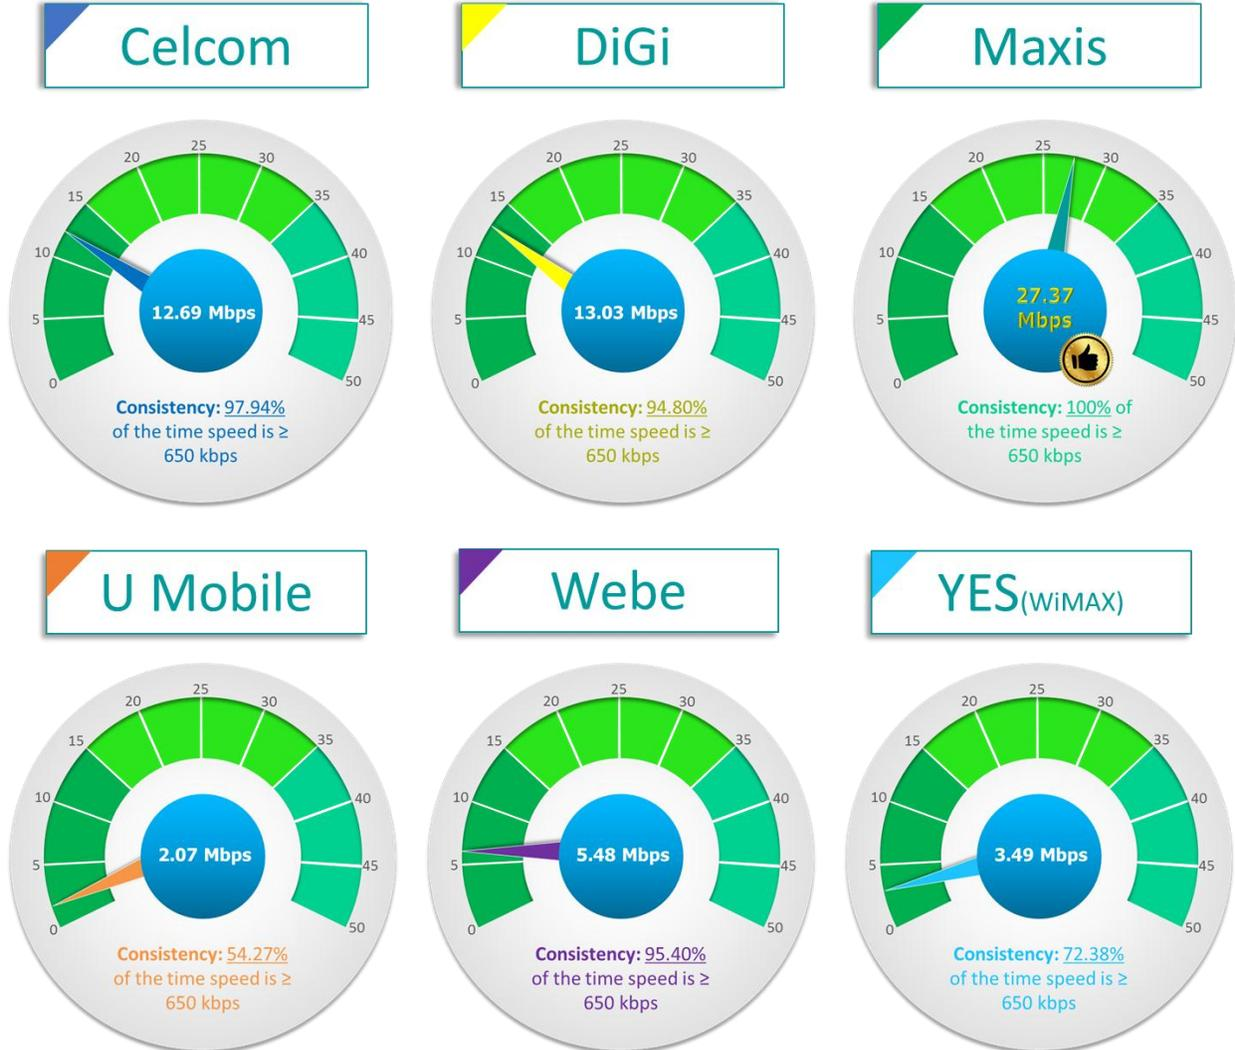 Celcom
DiGi
Maxis
0
5
10
15
20
25
30
35
40
45
50
12.69 Mbps
Consistency: 97.94%
of the time speed is ≥
650 kbps
0
5
10
15
20
25
30
35
40
45
50
13.03 Mbps
Consistency: 94.80%
of the time speed is ≥
650 kbps
0
5
10
15
20
25
30
35
40
45
50
27.37
Mbps
Consistency: 100% of
the time speed is ≥
650 kbps
U Mobile
Webe
YES(WiMAX)
0
5
10
15
20
25
30
35
40
45
50
2.07 Mbps
Consistency: 54.27%
of the time speed is ≥
650 kbps
0
5
10
15
20
25
30
35
40
45
50
5.48 Mbps
Consistency: 95.40%
of the time speed is ≥
650 kbps
0
5
10
15
20
25
30
35
40
45
50
3.49 Mbps
Consistency: 72.38%
of the time speed is ≥
650 kbps